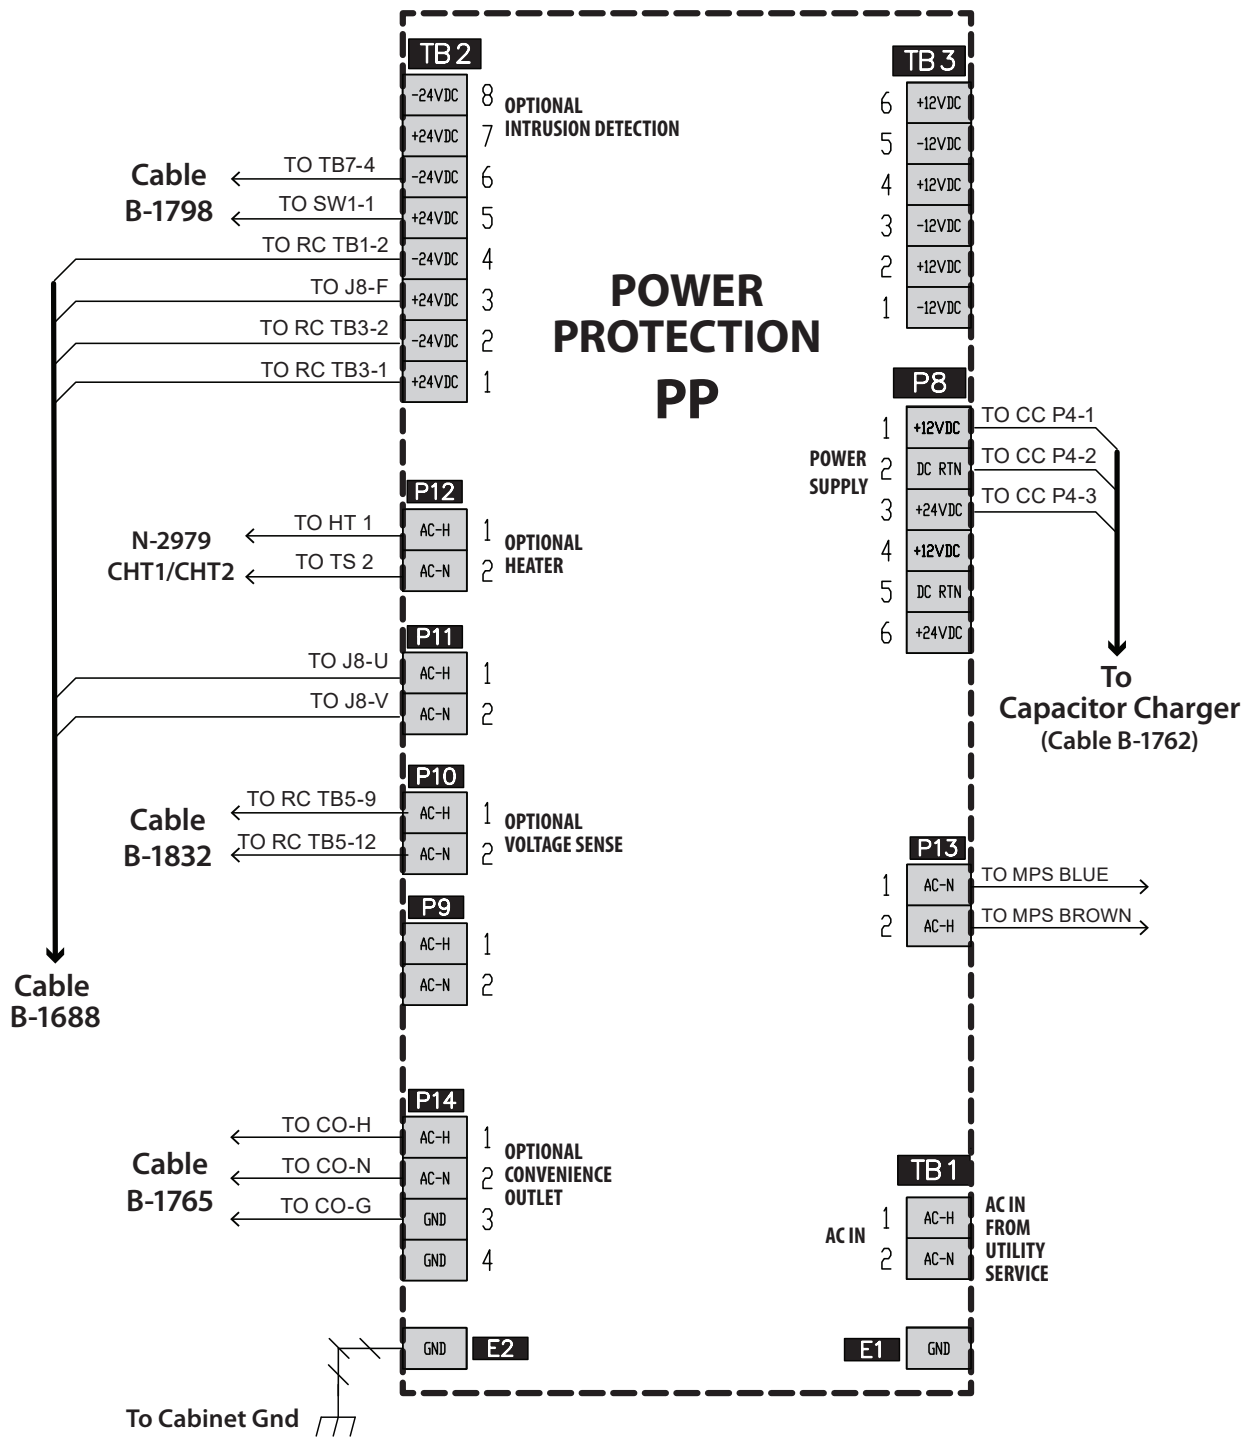 TB 2
-24VDC 8 OPTIONAL
INTRUSION DETECTION
+24VDC 7
TO TB7-4 -24VDC 6
TO SW1-1 +24VDC 5
Cable
B-1798
TO RC TB1-2 -24VDC 4
TO J8-F +24VDC 3
TO RC TB3-2 -24VDC 2
TO RC TB3-1 +24VDC 1
P12
TO HT 1 AC-H 1
TO TS 2 AC-N 2
N-2979
CHT1/CHT2
OPTIONAL
HEATER
P11
TO J8-U AC-H 1
TO J8-V AC-N 2
P10
TO RC TB5-9 AC-H 1
TO RC TB5-12 AC-N 2
Cable
B-1832
OPTIONAL
VOLTAGE SENSE
P9
AC-H 1
AC-N 2
Cable
B-1688
P14
TO CO-H AC-H 1
TO CO-N AC-N 2
TO CO-G GND 3
GND 4
Cable
B-1765
OPTIONAL
CONVENIENCE
OUTLET
GND E2
To Cabinet Gnd
POWER
PROTECTION
PP
TB 3
6 +12VDC
5 -12VDC
4 +12VDC
3 -12VDC
2 +12VDC
1 -12VDC
P8
POWER
SUPPLY
1 +12VDC TO CC P4-1
2 DC RTN TO CC P4-2
3 +24VDC TO CC P4-3
4 +12VDC
5 DC RTN
6 +24VDC
To
Capacitor Charger
(Cable B-1762)
P13
1 AC-N TO MPS BLUE
2 AC-H TO MPS BROWN
TB 1
AC IN
1 AC-H
2 AC-N
AC IN
FROM
UTILITY
SERVICE
E1 GND